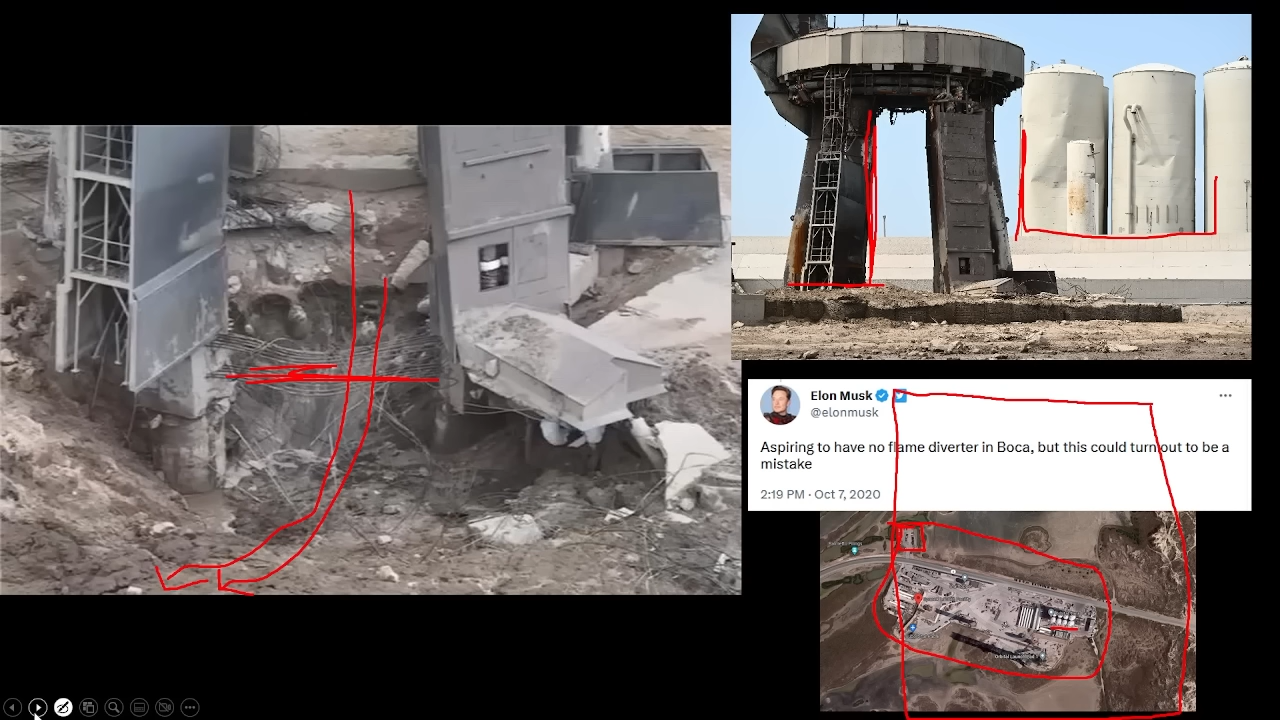 Elon Musk
@elonmusk
Aspiring to have no flame diverter in Boca, but this could turn out to be a
mistake
2:19 PM · Oct 7, 2020